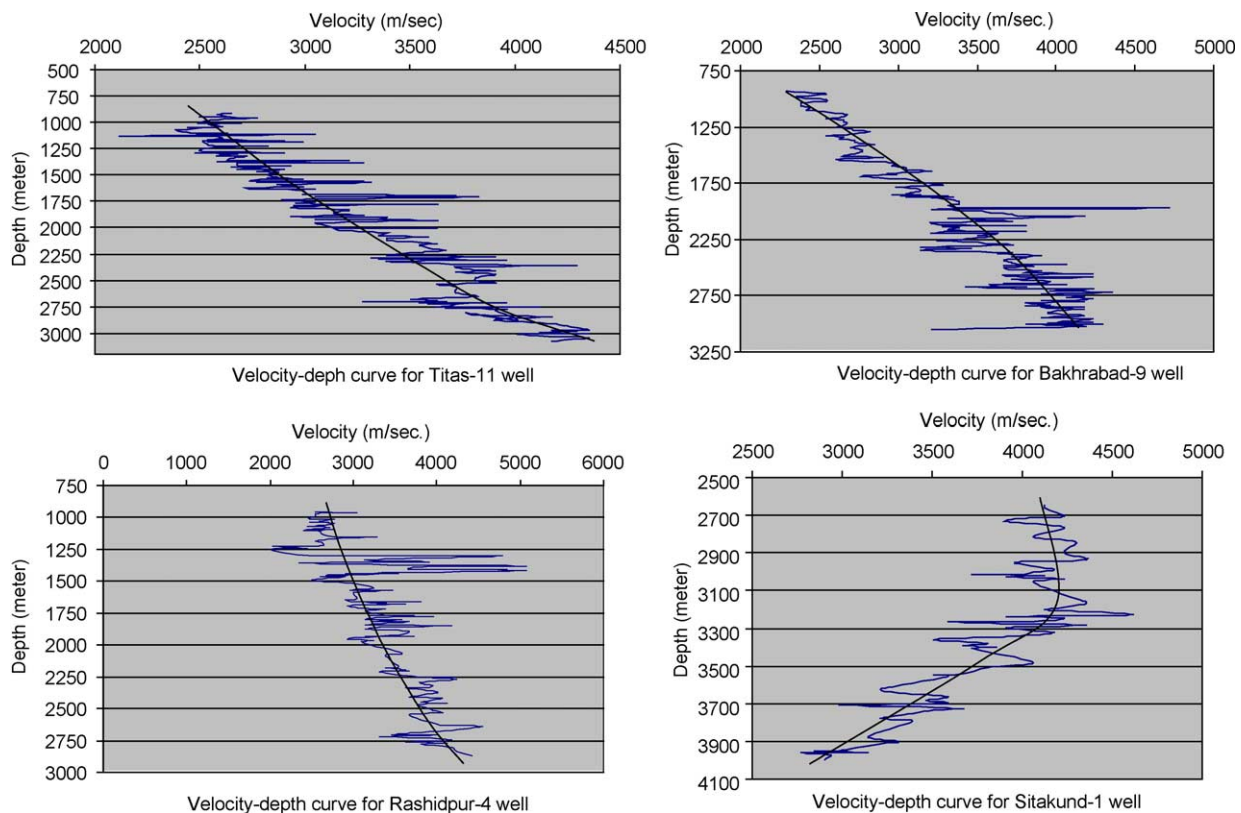 Velocity (m/sec)
2000 2500 3000 3500 4000 4500
500
750
1000
1250
1500
1750
2000
2250
2500
2750
3000
Depth (meter)
Velocity-deph curve for Titas-11 well
Velocity (m/sec.)
2000 2500 3000 3500 4000 4500 5000
750
1250
1750
2250
2750
3250
Depth (meter)
Velocity-depth curve for Bakhrabad-9 well
Velocity (m/sec.)
0 1000 2000 3000 4000 5000 6000
750
1000
1250
1500
1750
2000
2250
2500
2750
3000
Depth (meter)
Velocity-depth curve for Rashidpur-4 well
Velocity (m/sec.)
2500 3000 3500 4000 4500 5000
2500
2700
2900
3100
3300
3500
3700
3900
4100
Depth (meter)
Velocity-depth curve for Sitakund-1 well